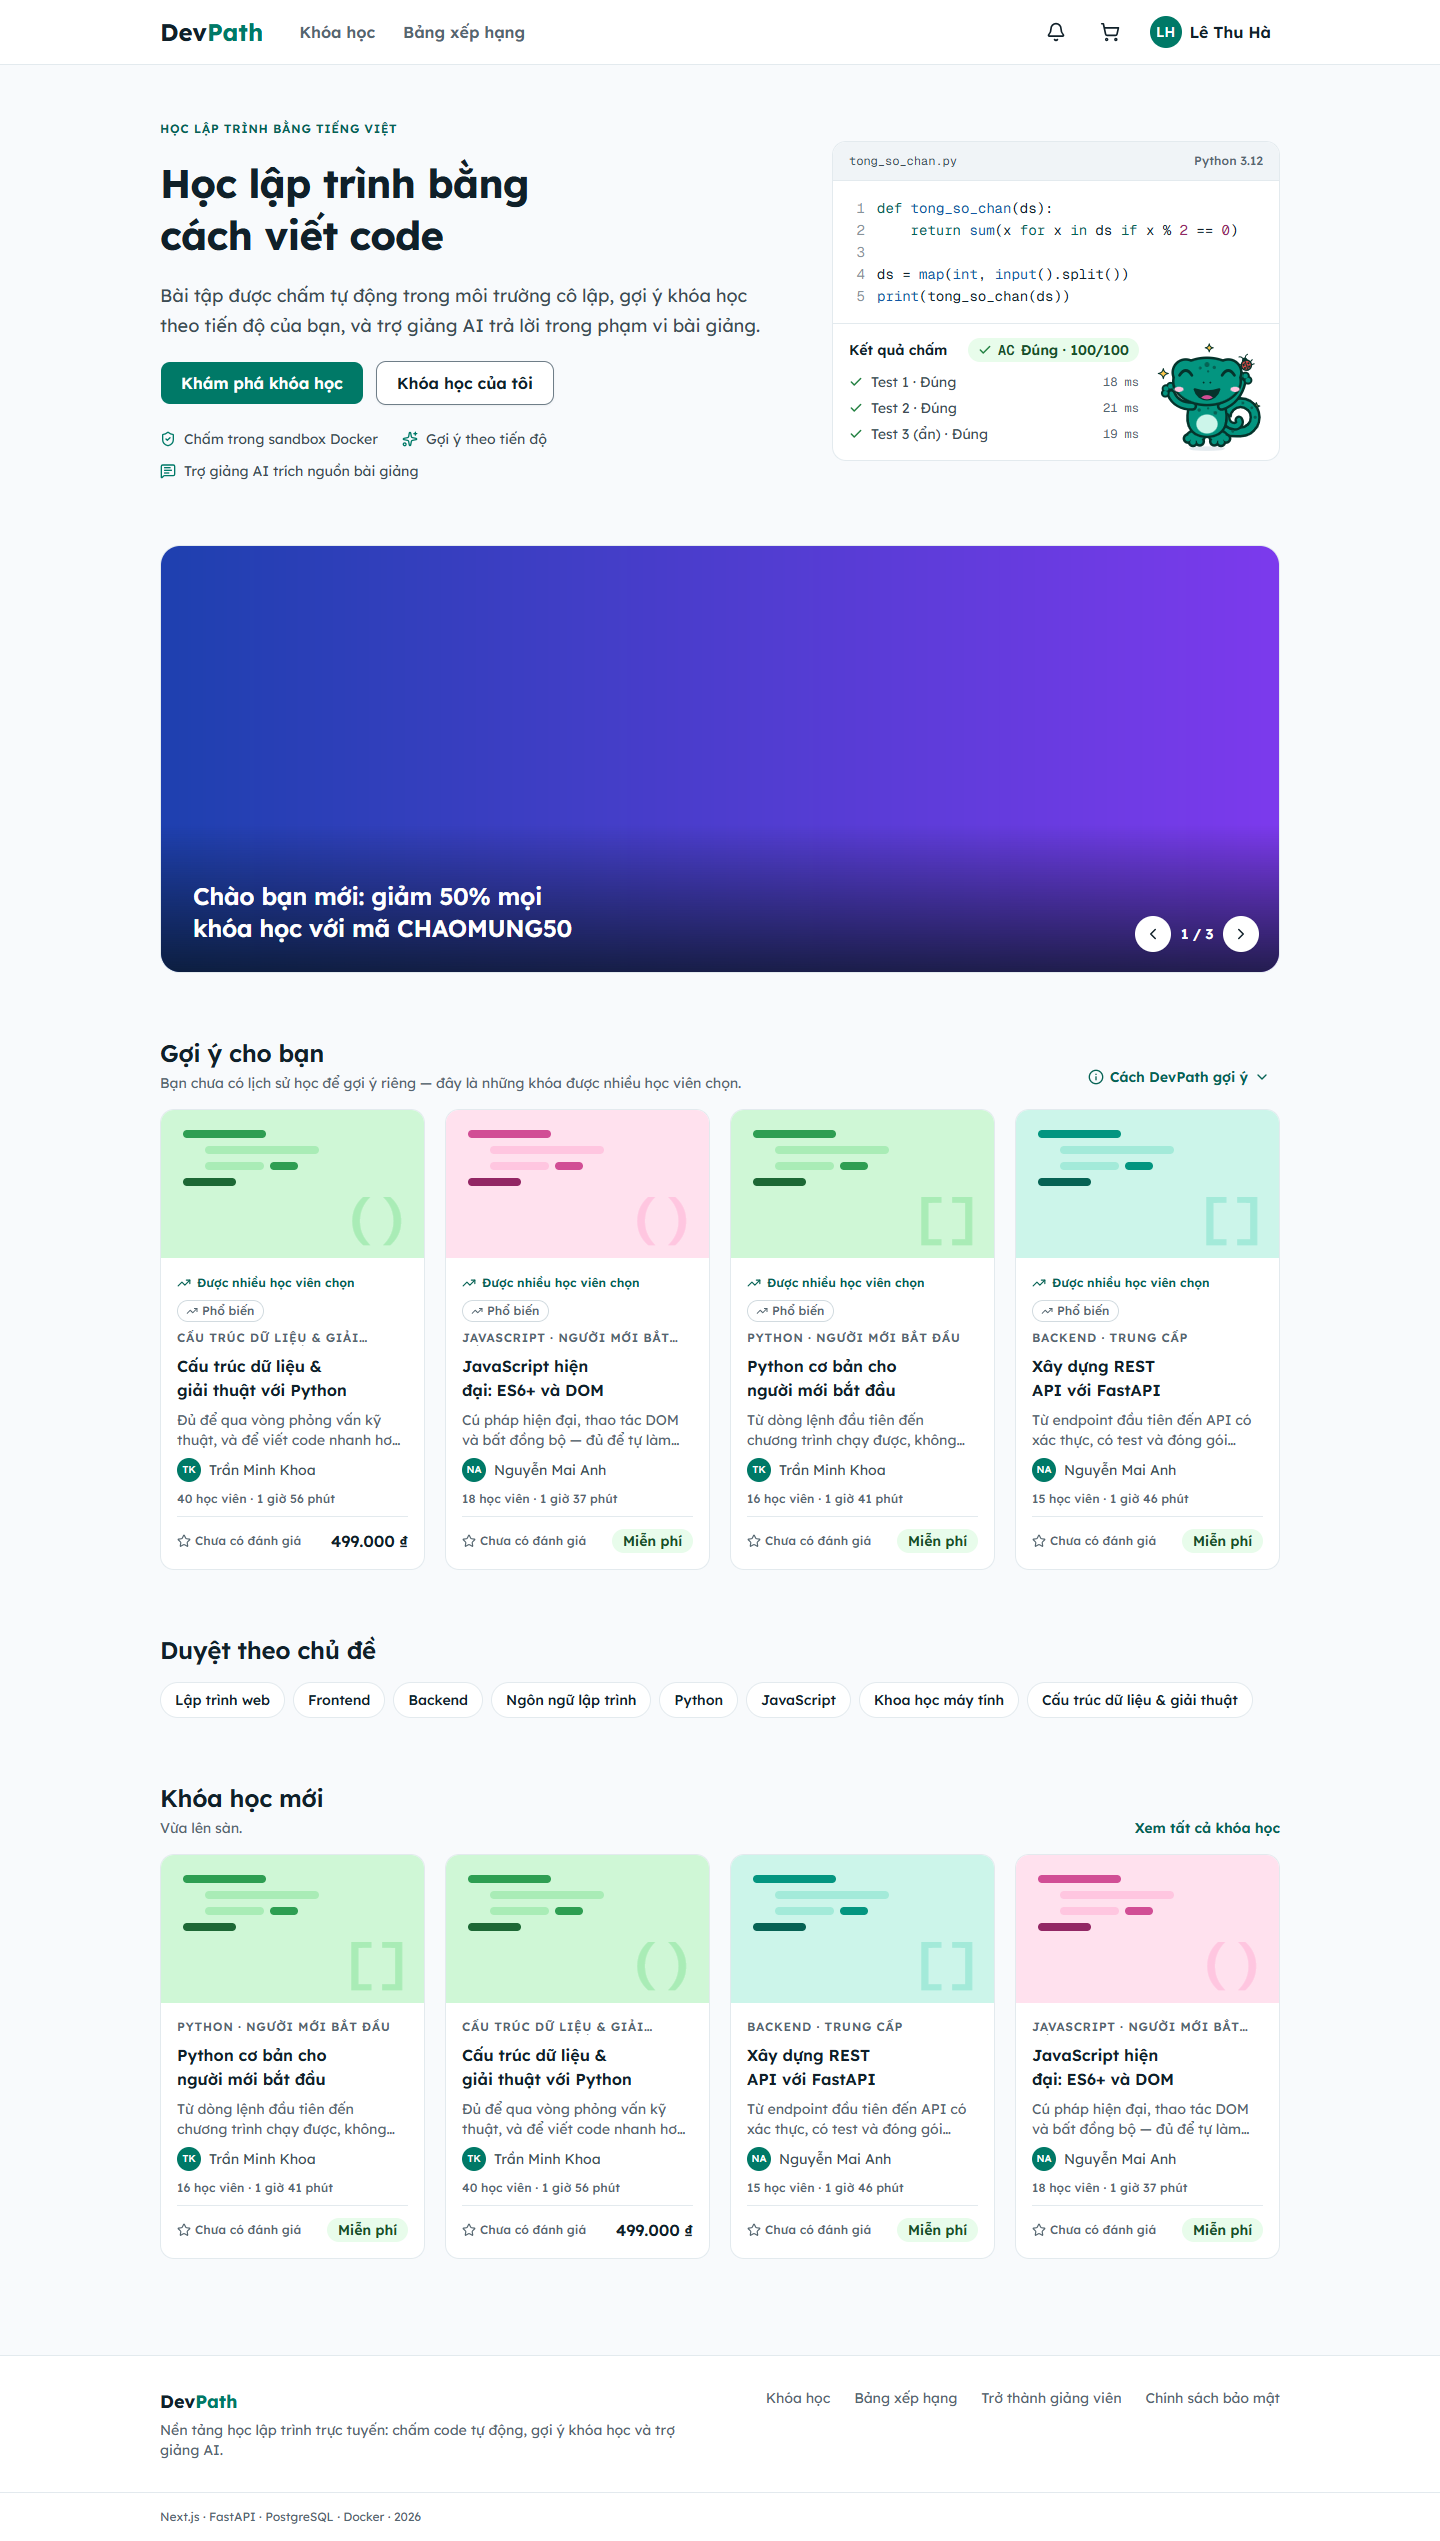 DevPath
Khóa học
Bảng xếp hạng
LH
Lê Thu Hà
HỌC LẬP TRÌNH BẰNG TIẾNG VIỆT
Học lập trình bằng
cách viết code
Bài tập được chấm tự động trong môi trường cô lập, gợi ý khóa học
theo tiến độ của bạn, và trợ giảng AI trả lời trong phạm vi bài giảng.
Khám phá khóa học
Khóa học của tôi
Chấm trong sandbox Docker
Gợi ý theo tiến độ
Trợ giảng AI trích nguồn bài giảng
tong_so_chan.py
Python 3.12
1 def tong_so_chan(ds):
2 return sum(x for x in ds if x % 2 == 0)
3
4 ds = map(int, input().split())
5 print(tong_so_chan(ds))
Kết quả chấm
AC Đúng · 100/100
Test 1 · Đúng
18 ms
Test 2 · Đúng
21 ms
Test 3 (ẩn) · Đúng
19 ms
Chào bạn mới: giảm 50% mọi
khóa học với mã CHAOMUNG50
1 / 3
Gợi ý cho bạn
Bạn chưa có lịch sử học để gợi ý riêng — đây là những khóa được nhiều học viên chọn.
Cách DevPath gợi ý
( )
Được nhiều học viên chọn
Phổ biến
CẤU TRÚC DỮ LIỆU & GIẢI…
Cấu trúc dữ liệu &
giải thuật với Python
Đủ để qua vòng phỏng vấn kỹ
thuật, và để viết code nhanh hơ…
TK
Trần Minh Khoa
40 học viên · 1 giờ 56 phút
Chưa có đánh giá
499.000 ₫
( )
Được nhiều học viên chọn
Phổ biến
JAVASCRIPT · NGƯỜI MỚI BẮT…
JavaScript hiện
đại: ES6+ và DOM
Cú pháp hiện đại, thao tác DOM
và bất đồng bộ — đủ để tự làm…
NA
Nguyễn Mai Anh
18 học viên · 1 giờ 37 phút
Chưa có đánh giá
Miễn phí
[ ]
Được nhiều học viên chọn
Phổ biến
PYTHON · NGƯỜI MỚI BẮT ĐẦU
Python cơ bản cho
người mới bắt đầu
Từ dòng lệnh đầu tiên đến
chương trình chạy được, không…
TK
Trần Minh Khoa
16 học viên · 1 giờ 41 phút
Chưa có đánh giá
Miễn phí
[ ]
Được nhiều học viên chọn
Phổ biến
BACKEND · TRUNG CẤP
Xây dựng REST
API với FastAPI
Từ endpoint đầu tiên đến API có
xác thực, có test và đóng gói…
NA
Nguyễn Mai Anh
15 học viên · 1 giờ 46 phút
Chưa có đánh giá
Miễn phí
Duyệt theo chủ đề
Lập trình web
Frontend
Backend
Ngôn ngữ lập trình
Python
JavaScript
Khoa học máy tính
Cấu trúc dữ liệu & giải thuật
Khóa học mới
Vừa lên sàn.
Xem tất cả khóa học
[ ]
PYTHON · NGƯỜI MỚI BẮT ĐẦU
Python cơ bản cho
người mới bắt đầu
Từ dòng lệnh đầu tiên đến
chương trình chạy được, không…
TK
Trần Minh Khoa
16 học viên · 1 giờ 41 phút
Chưa có đánh giá
Miễn phí
( )
CẤU TRÚC DỮ LIỆU & GIẢI…
Cấu trúc dữ liệu &
giải thuật với Python
Đủ để qua vòng phỏng vấn kỹ
thuật, và để viết code nhanh hơ…
TK
Trần Minh Khoa
40 học viên · 1 giờ 56 phút
Chưa có đánh giá
499.000 ₫
[ ]
BACKEND · TRUNG CẤP
Xây dựng REST
API với FastAPI
Từ endpoint đầu tiên đến API có
xác thực, có test và đóng gói…
NA
Nguyễn Mai Anh
15 học viên · 1 giờ 46 phút
Chưa có đánh giá
Miễn phí
( )
JAVASCRIPT · NGƯỜI MỚI BẮT…
JavaScript hiện
đại: ES6+ và DOM
Cú pháp hiện đại, thao tác DOM
và bất đồng bộ — đủ để tự làm…
NA
Nguyễn Mai Anh
18 học viên · 1 giờ 37 phút
Chưa có đánh giá
Miễn phí
DevPath
Nền tảng học lập trình trực tuyến: chấm code tự động, gợi ý khóa học và trợ
giảng AI.
Khóa học
Bảng xếp hạng
Trở thành giảng viên
Chính sách bảo mật
Next.js · FastAPI · PostgreSQL · Docker · 2026